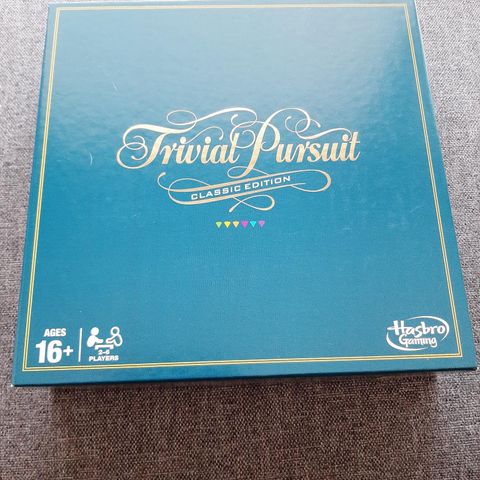 Trivial Pursuit
CLASSIC EDITION
AGES
16+
2-6
PLAYERS
Hasbro
Gaming